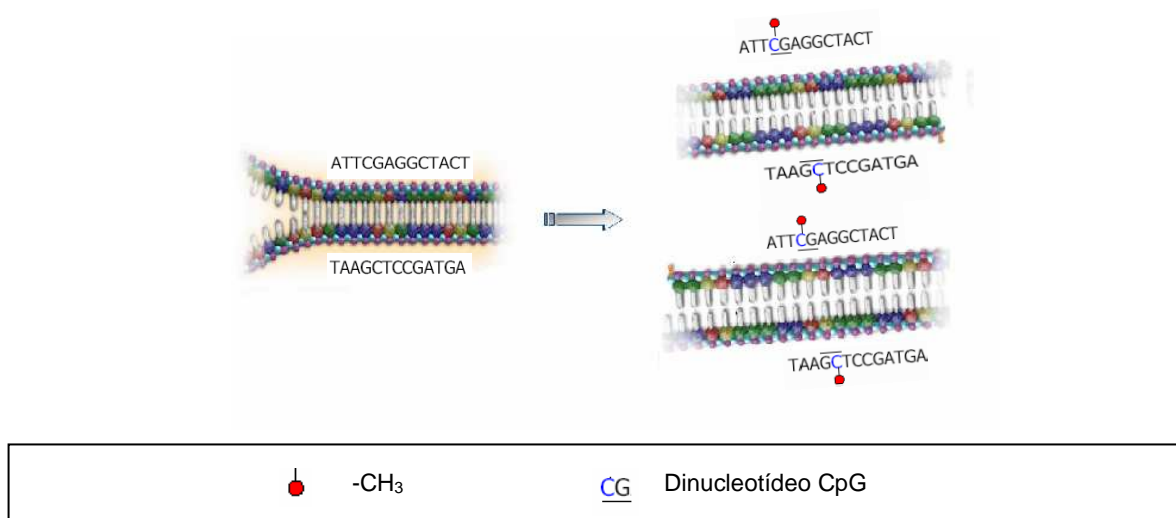 ATTCGAGGCTACT
TAAGCTCCGATGA
ATTCGAGGCTACT
TAAGCTCCGATGA
ATTCGAGGCTACT
TAAGCTCCGATGA
-CH3
CG
Dinucleotídeo CpG